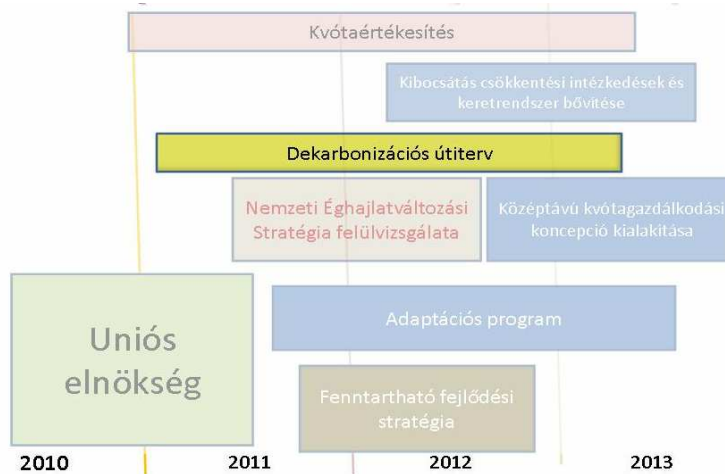 Kvótaértékesítés
Kibocsátás csökkentési intézkedések és
keretrendszer bővítése
Dekarbonizációs útiterv
Nemzeti Éghajlatváltozási
Stratégia felülvizsgálata
Középtávú kvótagazdálkodási
koncepció kialakítása
Uniós
elnökség
Adaptációs program
Fenntartható fejlődési
stratégia
2010 2011 2012 2013